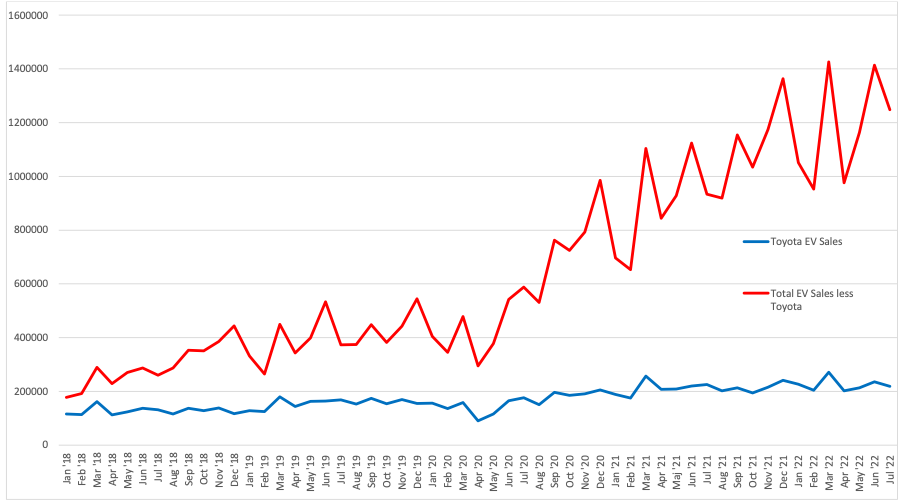 1600000
1400000
1200000
1000000
800000
600000
400000
200000
0
Toyota EV Sales
Total EV Sales less
Toyota
Jan '18
Feb '18
Mar '18
Apr '18
May '18
Jun '18
Jul '18
Aug '18
Sep '18
Oct '18
Nov '18
Dec '18
Jan '19
Feb '19
Mar '19
Apr '19
May '19
Jun '19
Jul '19
Aug '19
Sep '19
Oct '19
Nov '19
Dec '19
Jan '20
Feb '20
Mar '20
Apr '20
May '20
Jun '20
Jul '20
Aug '20
Sep '20
Oct '20
Nov '20
Dec '20
Jan '21
Feb '21
Mar '21
Apr '21
Maj '21
Jun '21
Jul '21
Aug '21
Sep '21
Oct '21
Nov '21
Dec '21
Jan '22
Feb '22
Mar '22
Apr '22
May'22
Jun '22
Jul '22